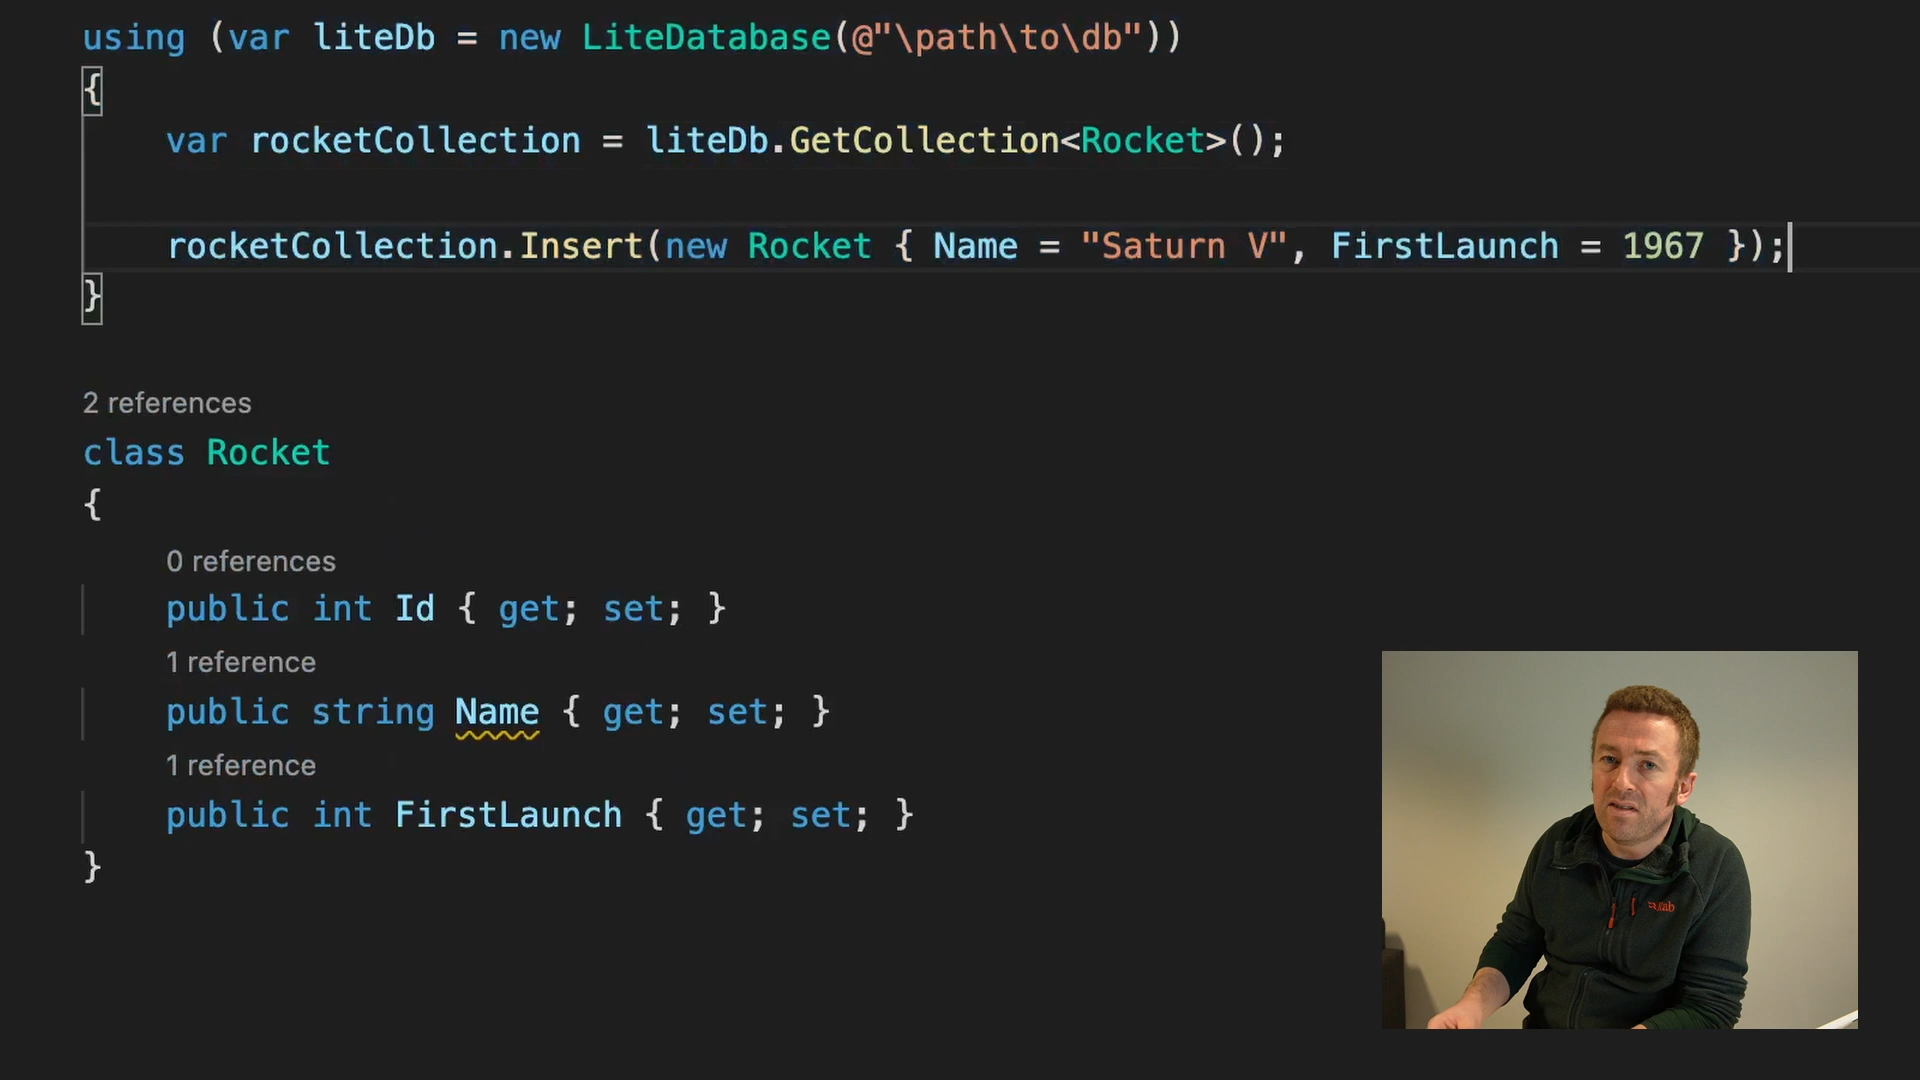 using (var liteDb = new LiteDatabase(@"\path\to\db"))
{
    var rocketCollection = liteDb.GetCollection<Rocket>();
    rocketCollection.Insert(new Rocket { Name = "Saturn V", FirstLaunch = 1967 });
}
2 references
class Rocket
{
    0 references
    public int Id { get; set; }
    1 reference
    public string Name { get; set; }
    1 reference
    public int FirstLaunch { get; set; }
}